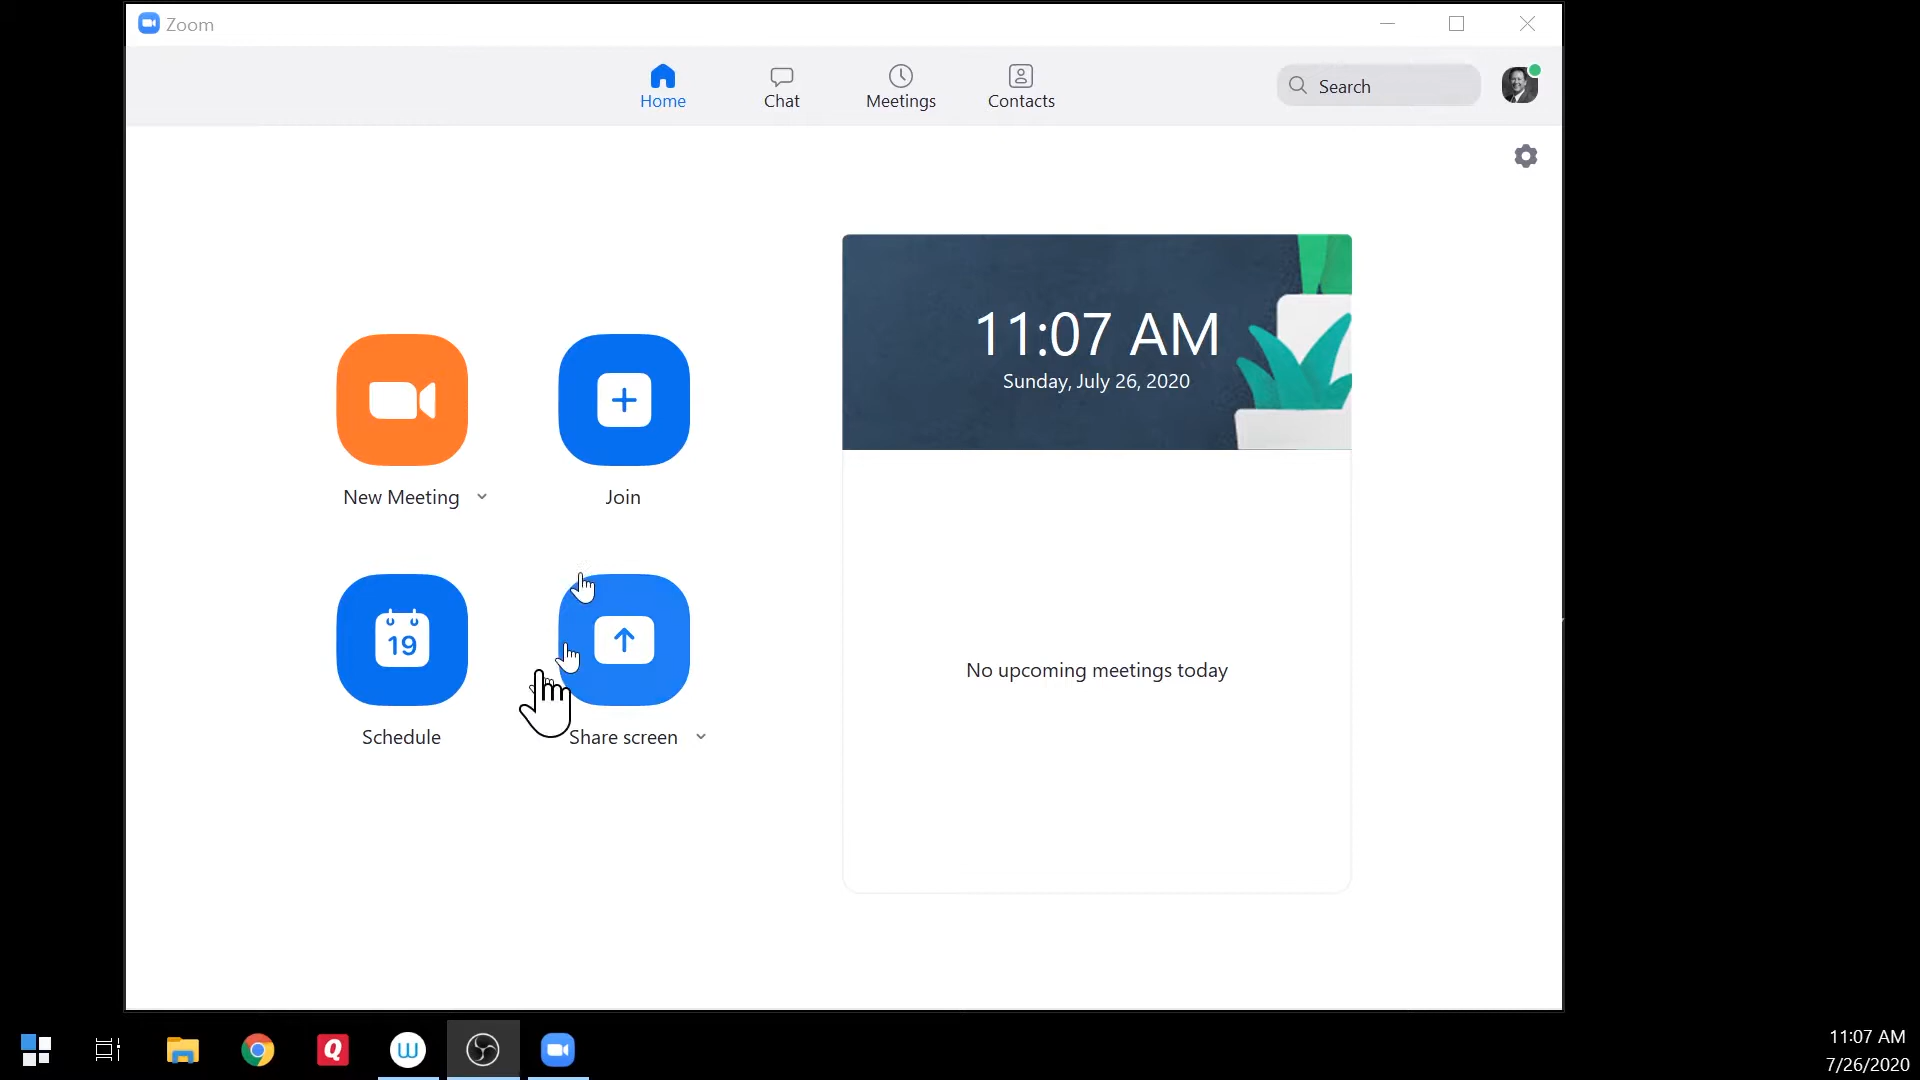 Zoom
Home
Chat
Meetings
Contacts
Search
11:07 AM
Sunday, July 26, 2020
New Meeting
Join
19
Schedule
Share screen
No upcoming meetings today
Q
W
11:07 AM
7/26/2020